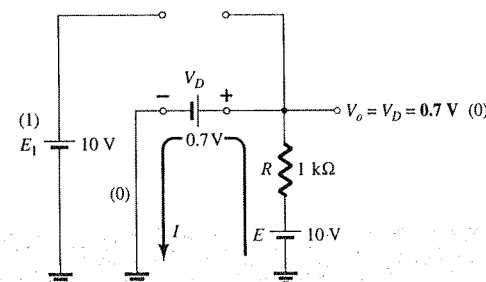 − V_D +
V_o = V_D = 0.7 V (0)
(1)
E_1 10 V
0.7 V
R 1 kΩ
(0)
I
E 10 V